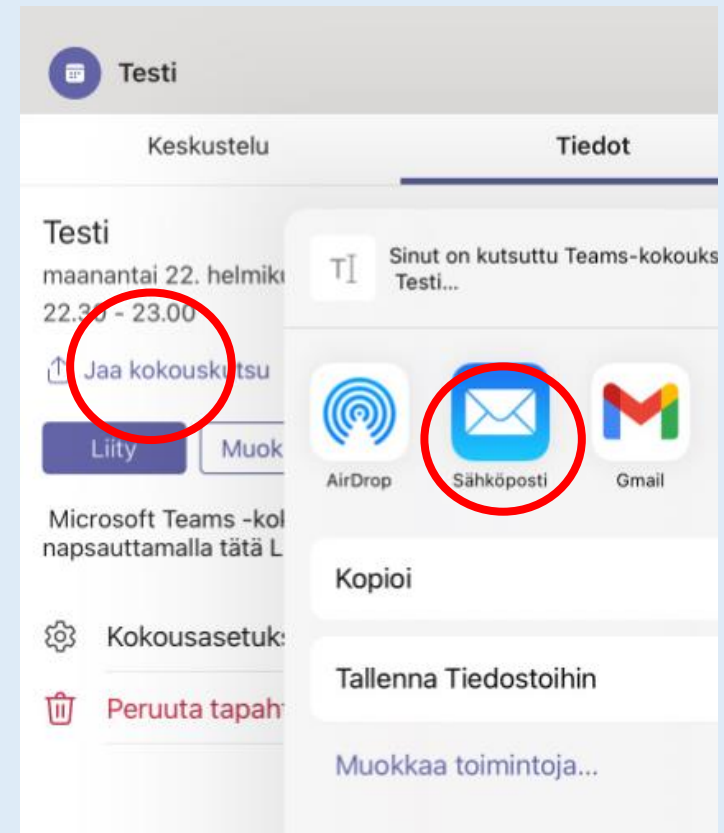 Testi
Keskustelu
Tiedot
Testi
maanantai 22. helmiku
22.30 - 23.00
Jaa kokouskutsu
Liity
Muok
Microsoft Teams -kok
napsauttamalla tätä L
Kokousasetuks
Peruuta tapaht
Sinut on kutsuttu Teams-kokouks
Testi...
AirDrop
Sähköposti
Gmail
Kopioi
Tallenna Tiedostoihin
Muokkaa toimintoja...